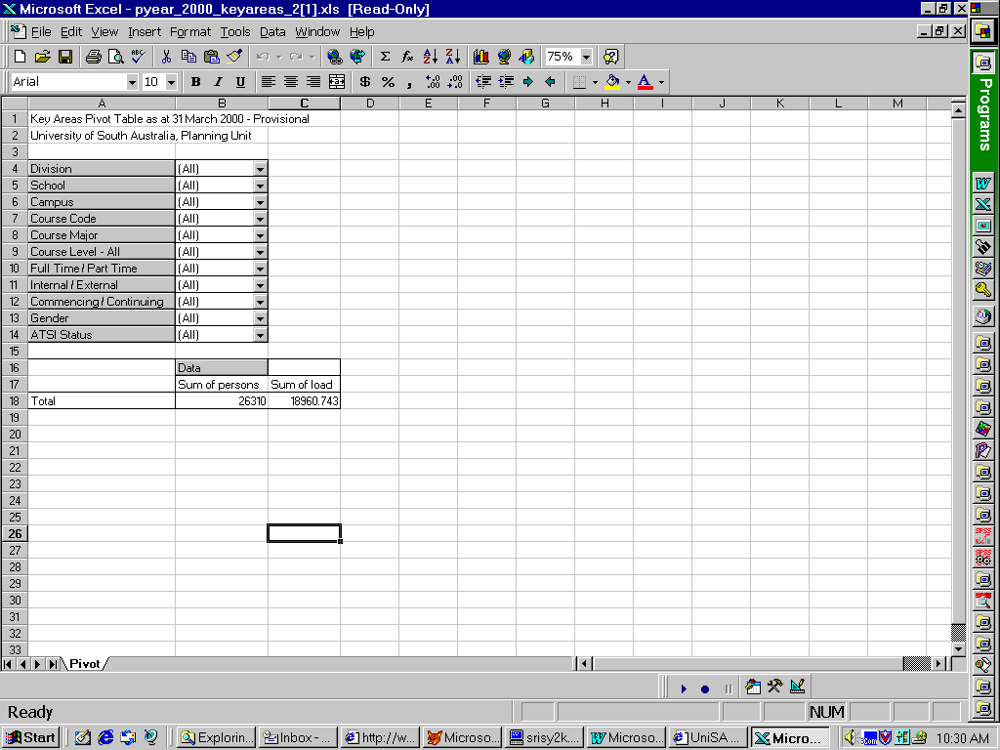 Microsoft Excel - pyear_2000_keyareas_2[1].xls [Read-Only]
File Edit View Insert Format Tools Data Window Help
75%
Arial 10 B I U $ % ,
A B C D E F G H I J K L M
1 Key Areas Pivot Table as at 31 March 2000 - Provisional
2 University of South Australia, Planning Unit
3
4 Division (All)
5 School (All)
6 Campus (All)
7 Course Code (All)
8 Course Major (All)
9 Course Level - All (All)
10 Full Time / Part Time (All)
11 Internal / External (All)
12 Commencing / Continuing (All)
13 Gender (All)
14 ATSI Status (All)
15
16 Data
17 Sum of persons Sum of load
18 Total 26310 18960.743
19
20
21
22
23
24
25
26
27
28
29
30
31
32
33
Pivot
Programs
Ready NUM
Start Explorin... Inbox - ... http://w... Microso... srisy2k.... Microso... UniSA ... Micro... 10:30 AM